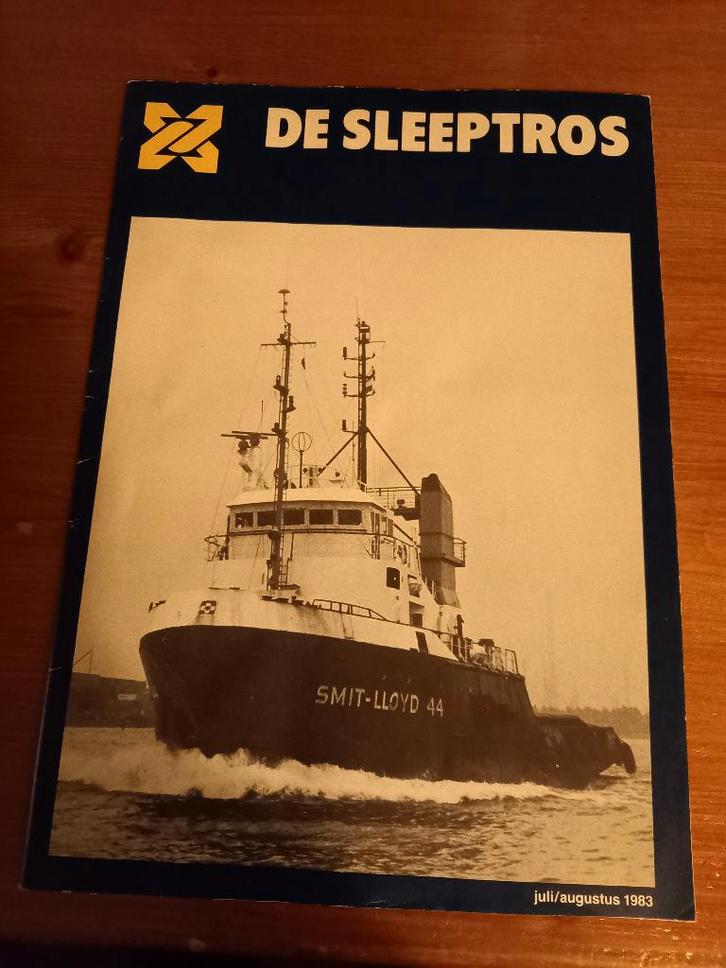 DE SLEEPTROS
SMIT-LLOYD 44
juli/augustus 1983